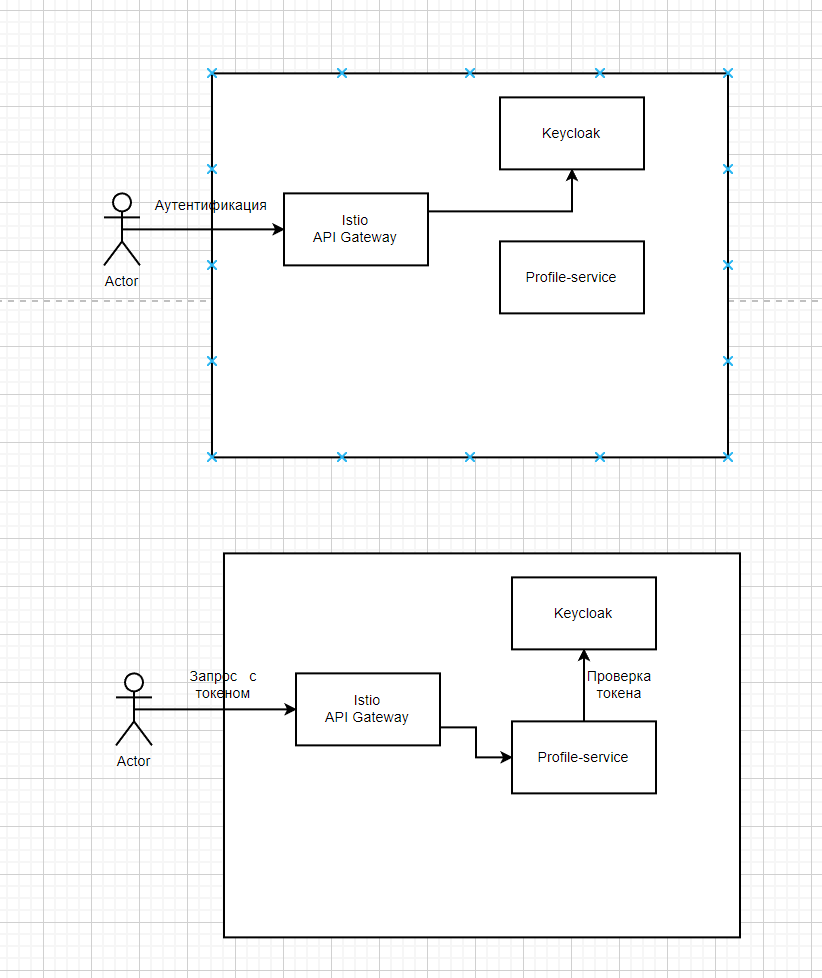 Keycloak
Аутентификация
Istio
API Gateway
Actor
Profile-service
Keycloak
Запрос с
токеном
Проверка
токена
Istio
API Gateway
Actor
Profile-service